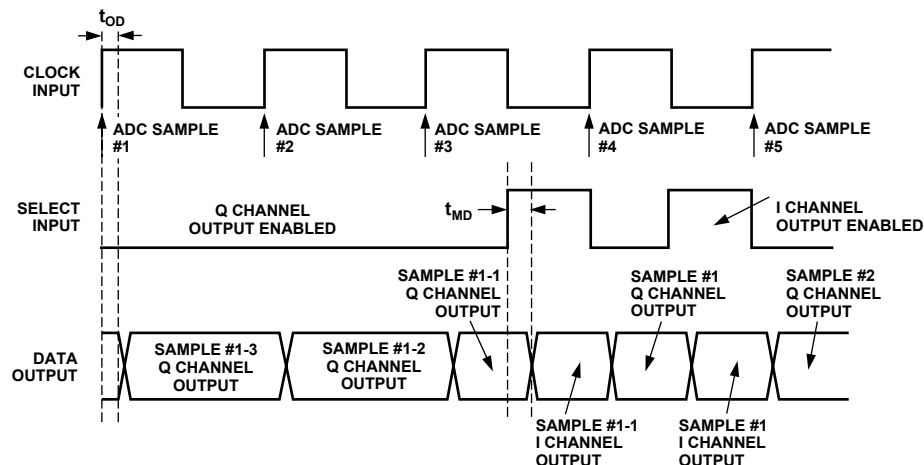 tOD
CLOCK
INPUT
ADC SAMPLE
#1
ADC SAMPLE
#2
ADC SAMPLE
#3
ADC SAMPLE
#4
ADC SAMPLE
#5
SELECT
INPUT
Q CHANNEL
OUTPUT ENABLED
tMD
I CHANNEL
OUTPUT ENABLED
SAMPLE #1-1
Q CHANNEL
OUTPUT
SAMPLE #1
Q CHANNEL
OUTPUT
SAMPLE #2
Q CHANNEL
OUTPUT
DATA
OUTPUT
SAMPLE #1-3
Q CHANNEL
OUTPUT
SAMPLE #1-2
Q CHANNEL
OUTPUT
SAMPLE #1-1
I CHANNEL
OUTPUT
SAMPLE #1
I CHANNEL
OUTPUT